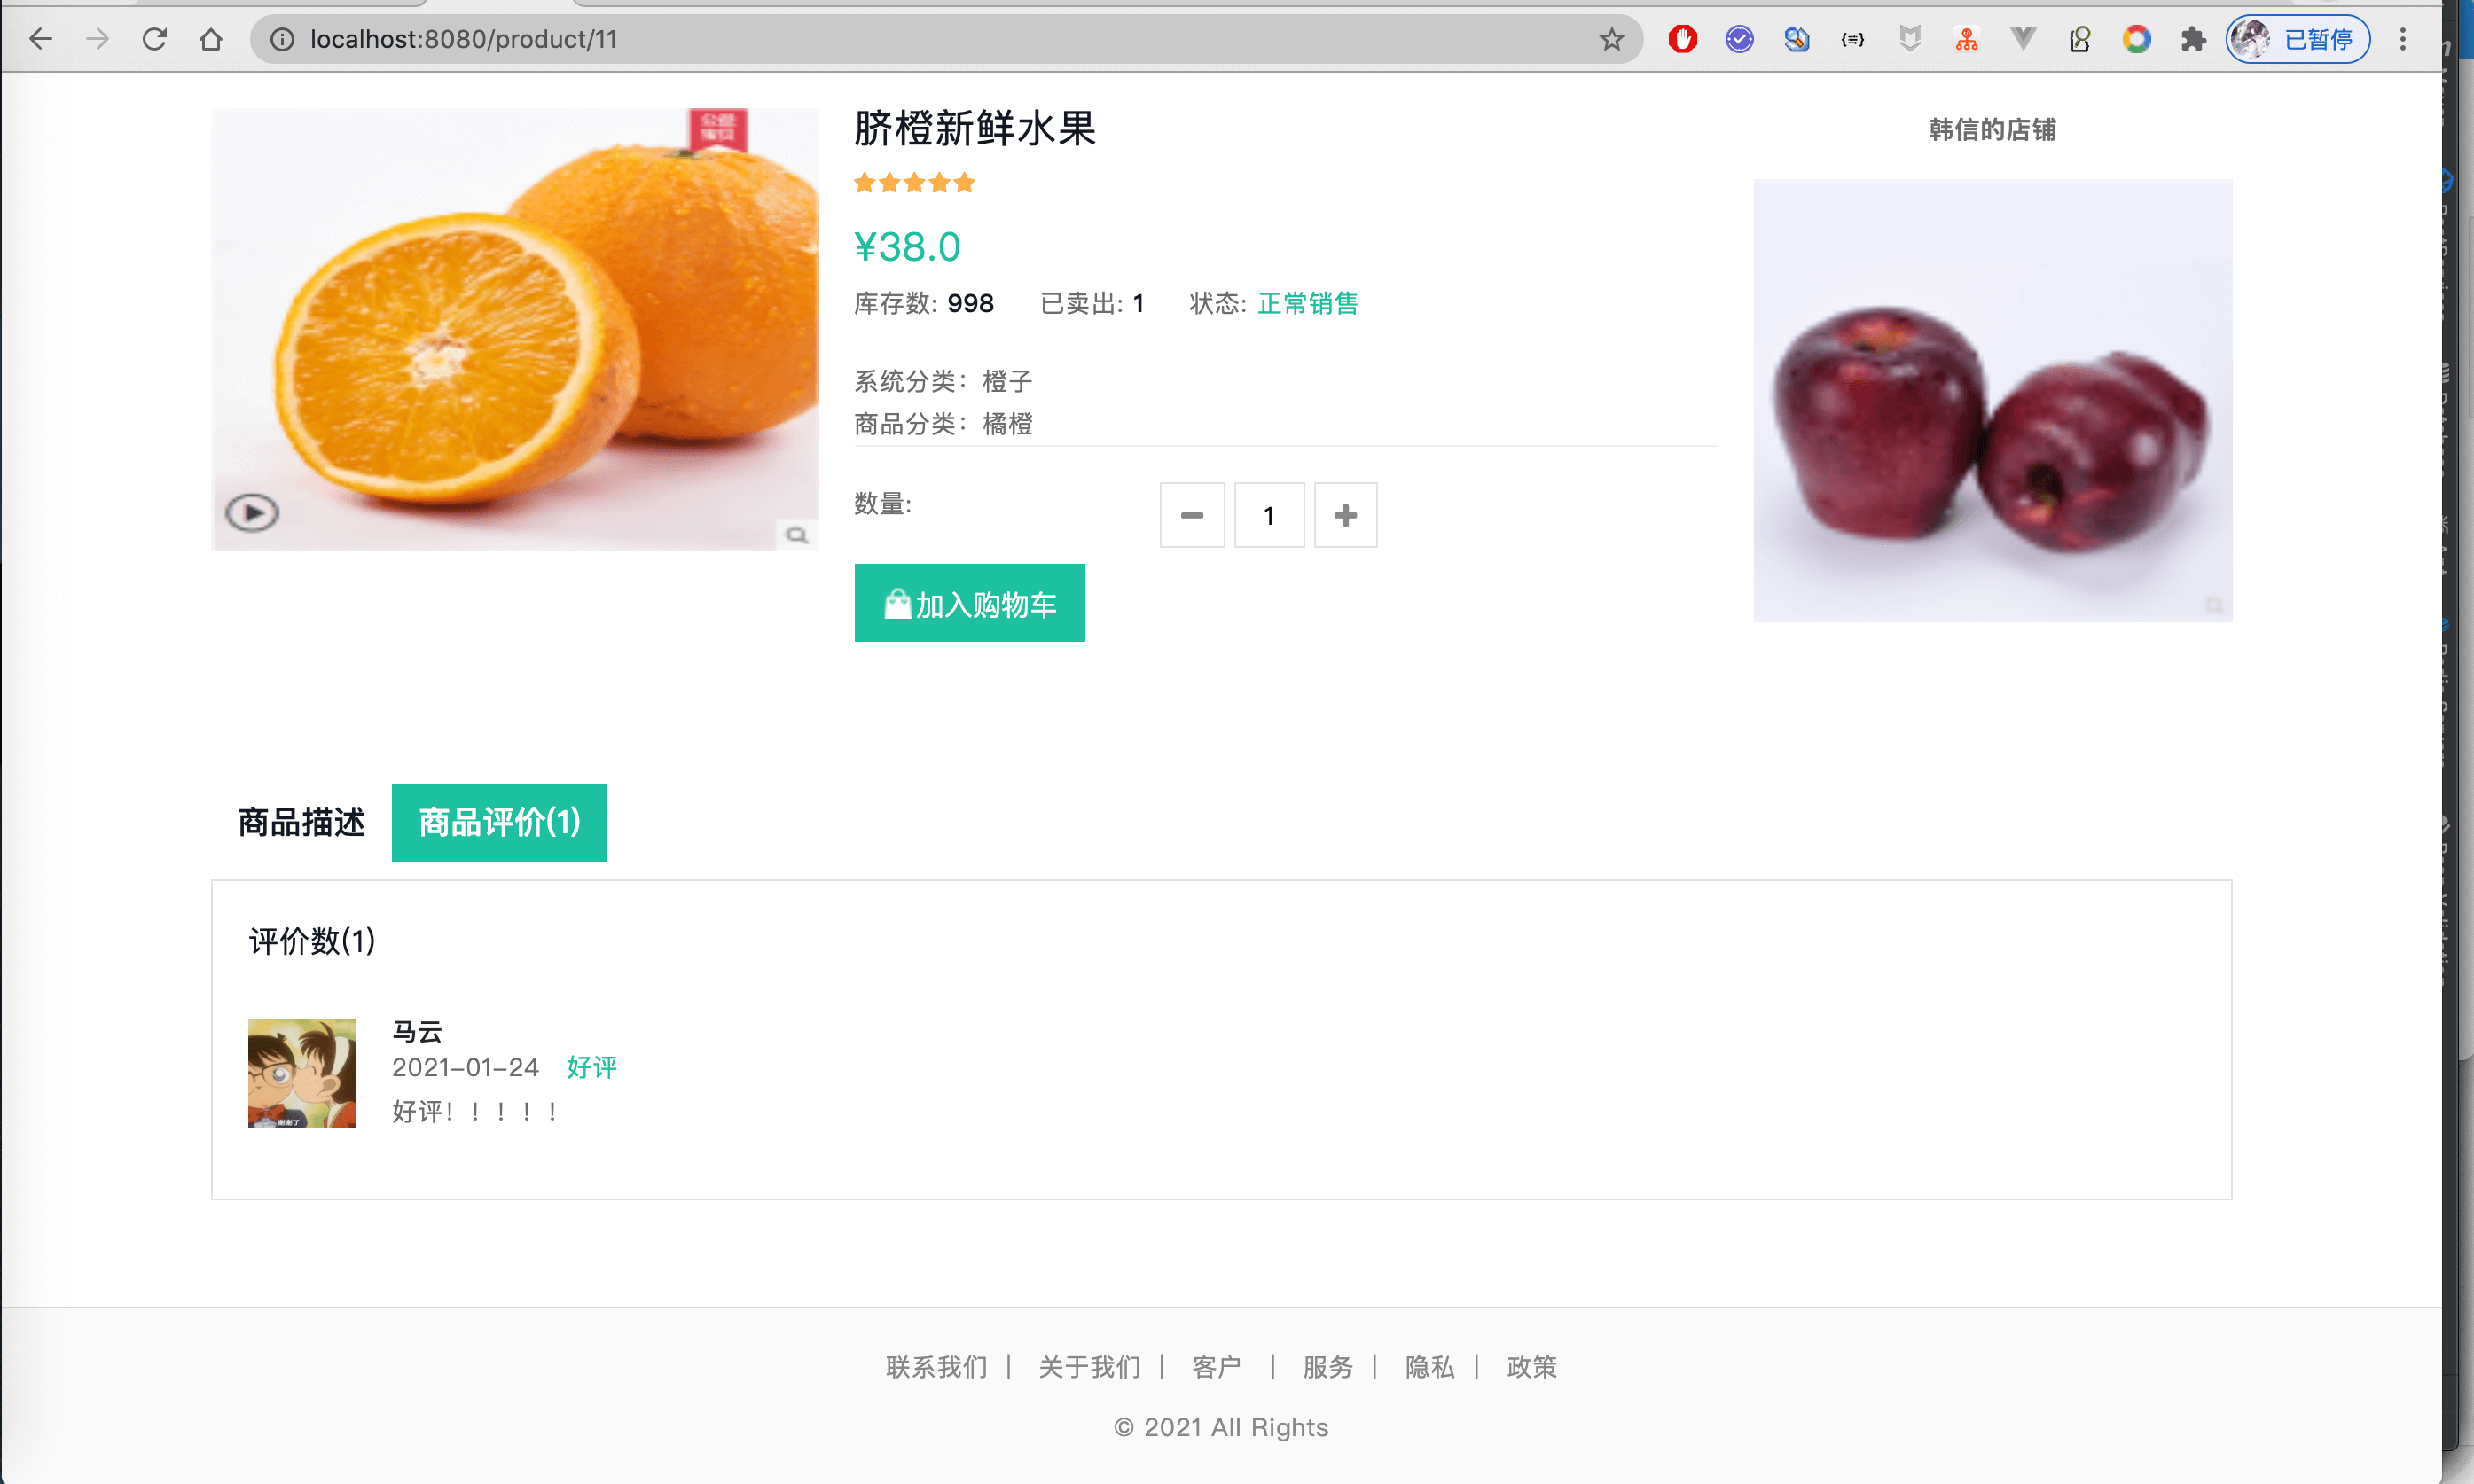 localhost:8080/product/11
已暂停
脐橙新鲜水果
¥38.0
库存数: 998 已卖出: 1 状态: 正常销售
系统分类：橙子
商品分类：橘橙
数量:
1
加入购物车
韩信的店铺
商品描述
商品评价(1)
评价数(1)
马云
2021-01-24 好评
好评！！！！！
联系我们 | 关于我们 | 客户 | 服务 | 隐私 | 政策
© 2021 All Rights